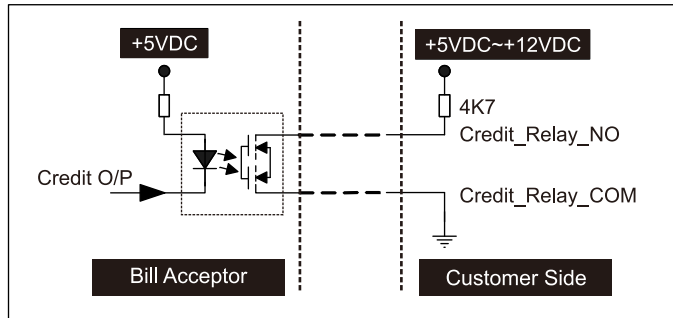 +5VDC
+5VDC~+12VDC
4K7
Credit_Relay_NO
Credit O/P
Credit_Relay_COM
Bill Acceptor
Customer Side